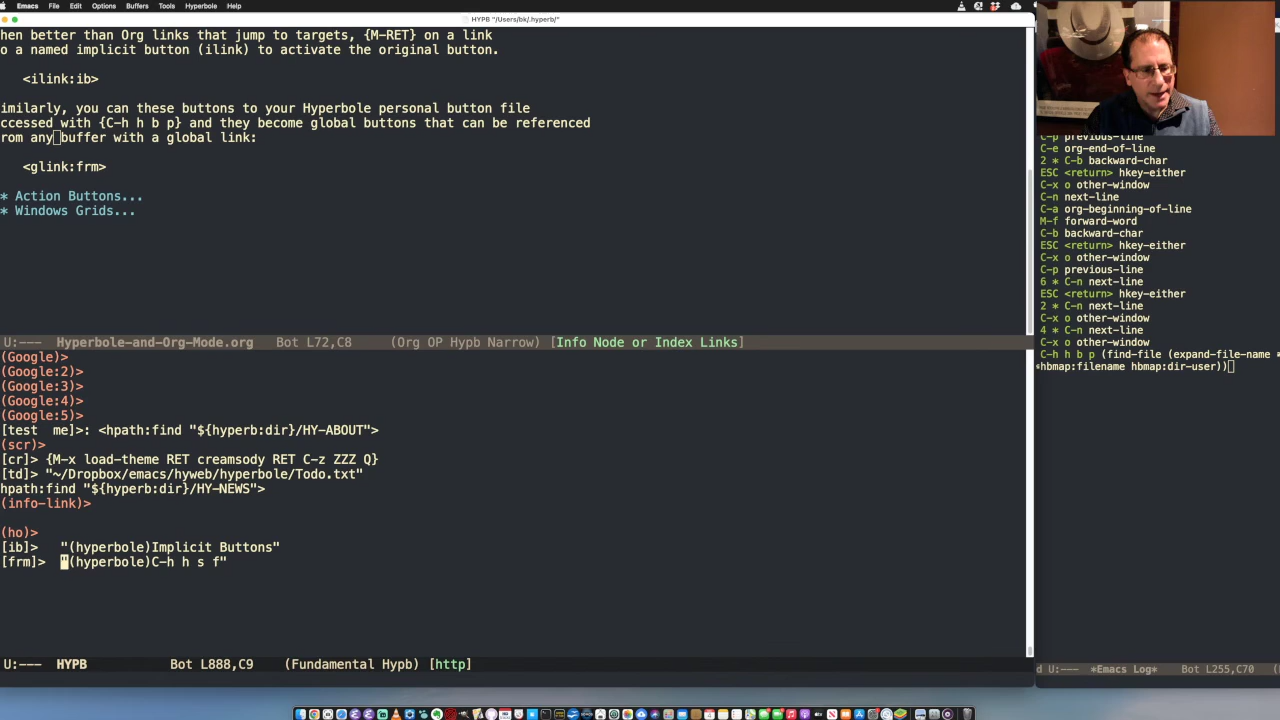 Emacs File Edit Options Buffers Tools Hyperbole Help
HYPB "/Users/bk/.hyperb/"
hen better than Org links that jump to targets, {M-RET} on a link
o a named implicit button (ilink) to activate the original button.
<ilink:ib>
imilarly, you can these buttons to your Hyperbole personal button file
ccessed with {C-h h b p} and they become global buttons that can be referenced
rom any buffer with a global link:
<glink:frm>
* Action Buttons...
* Windows Grids...
U:--- Hyperbole-and-Org-Mode.org Bot L72,C8 (Org OP Hypb Narrow) [Info Node or Index Links]
(Google)>
(Google:2)>
(Google:3)>
(Google:4)>
(Google:5)>
[test me]>: <hpath:find "${hyperb:dir}/HY-ABOUT">
(scr)>
[cr]> {M-x load-theme RET creamsody RET C-z ZZZ Q}
[td]> "~/Dropbox/emacs/hyweb/hyperbole/Todo.txt"
hpath:find "${hyperb:dir}/HY-NEWS">
(info-link)>
(ho)>
[ib]> "(hyperbole)Implicit Buttons"
[frm]> "(hyperbole)C-h h s f"
U:--- HYPB Bot L888,C9 (Fundamental Hypb) [http]
C-p previous-line
C-e org-end-of-line
2 * C-b backward-char
ESC <return> hkey-either
C-x o other-window
C-n next-line
C-a org-beginning-of-line
M-f forward-word
C-b backward-char
ESC <return> hkey-either
C-x o other-window
C-p previous-line
6 * C-n next-line
ESC <return> hkey-either
2 * C-n next-line
C-x o other-window
4 * C-n next-line
C-x o other-window
C-h h b p (find-file (expand-file-name
hbmap:filename hbmap:dir-user))
d U:--- *Emacs Log* Bot L255,C70 (